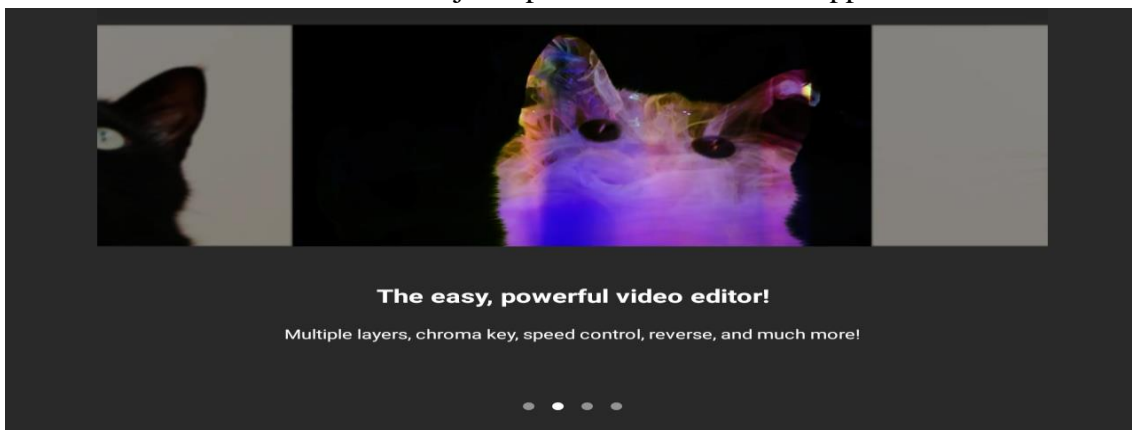 The easy, powerful video editor!
Multiple layers, chroma key, speed control, reverse, and much more!